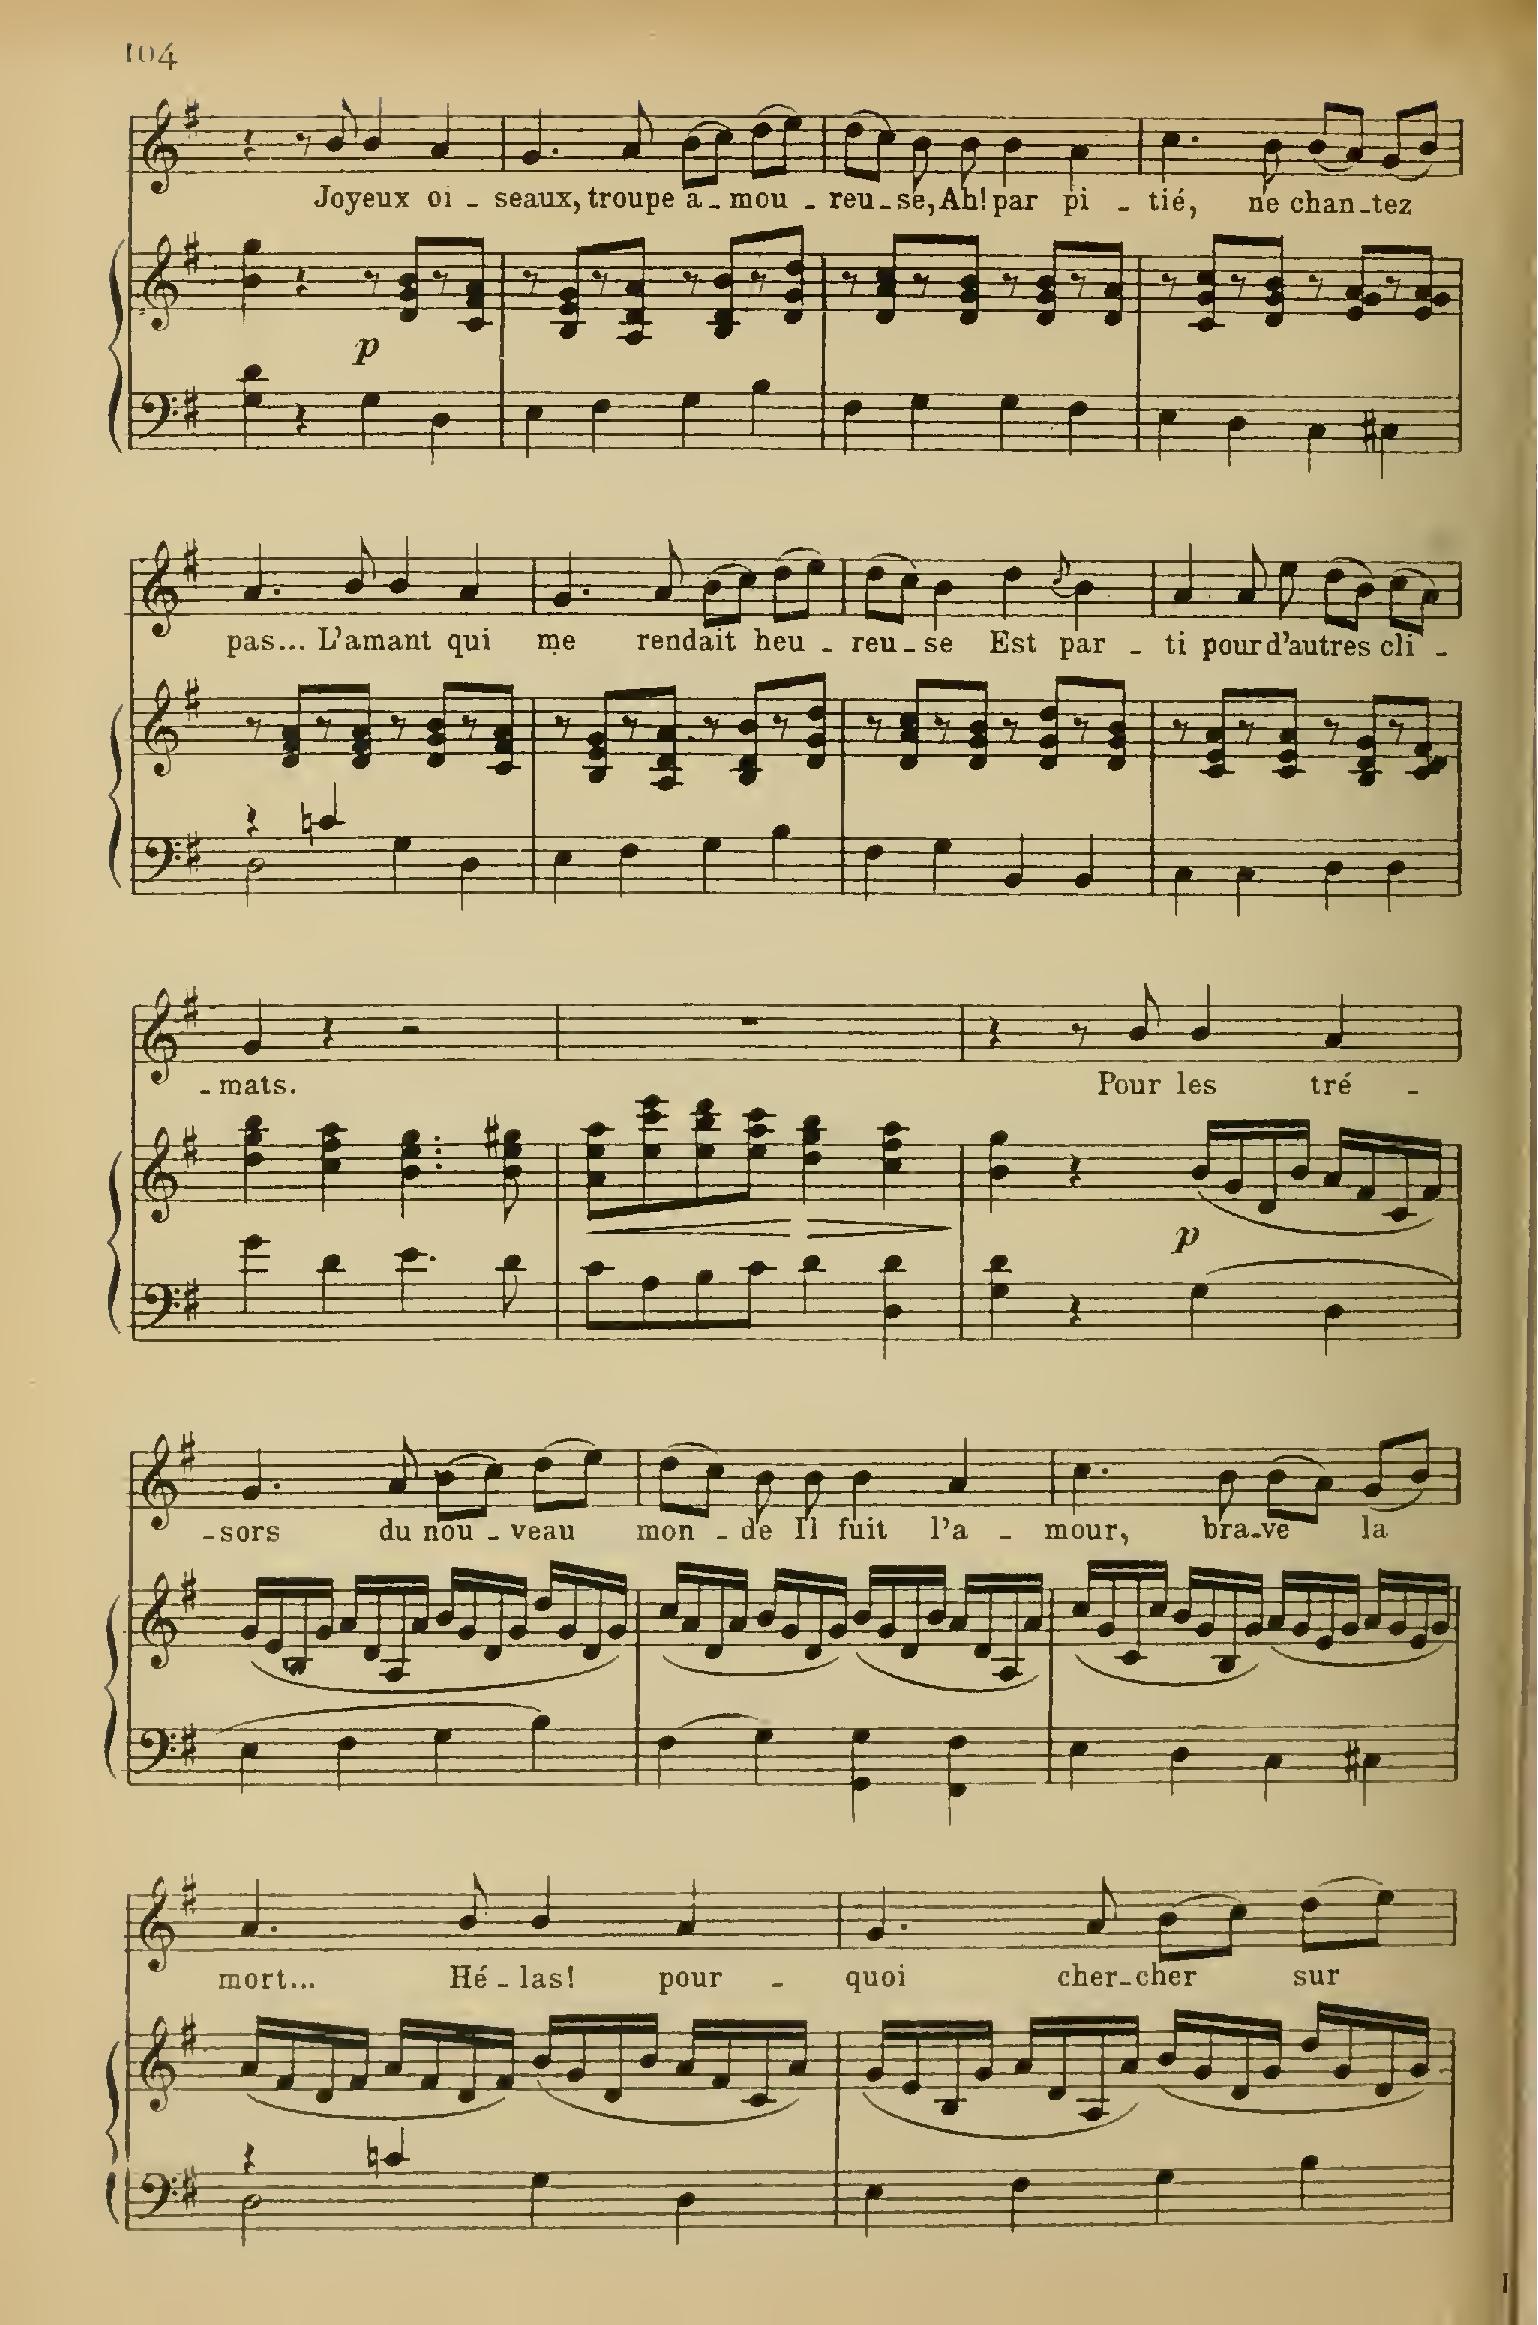 104
Joyeux oi - seaux, troupe a - mou - reu - se, Ah! par pi - tié, ne chan - tez
p
pas... L'amant qui me rendait heu - reu - se Est par - ti pour d'autres cli -
- mats. Pour les tré -
p
- sors du nou - veau mon - de Il fuit l'a - mour, bra - ve la
mort... Hé - las! pour - quoi cher - cher sur